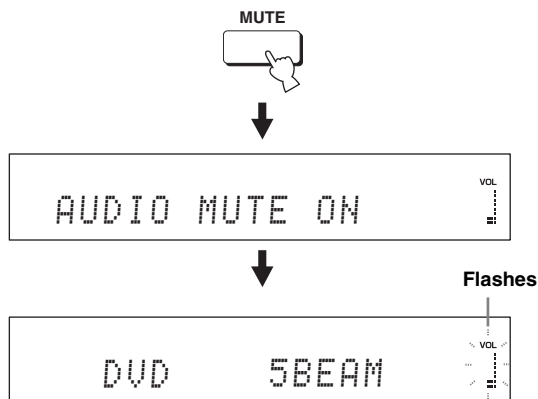 MUTE
VOL
AUDIO MUTE ON
Flashes
VOL
DVD 5BEAM